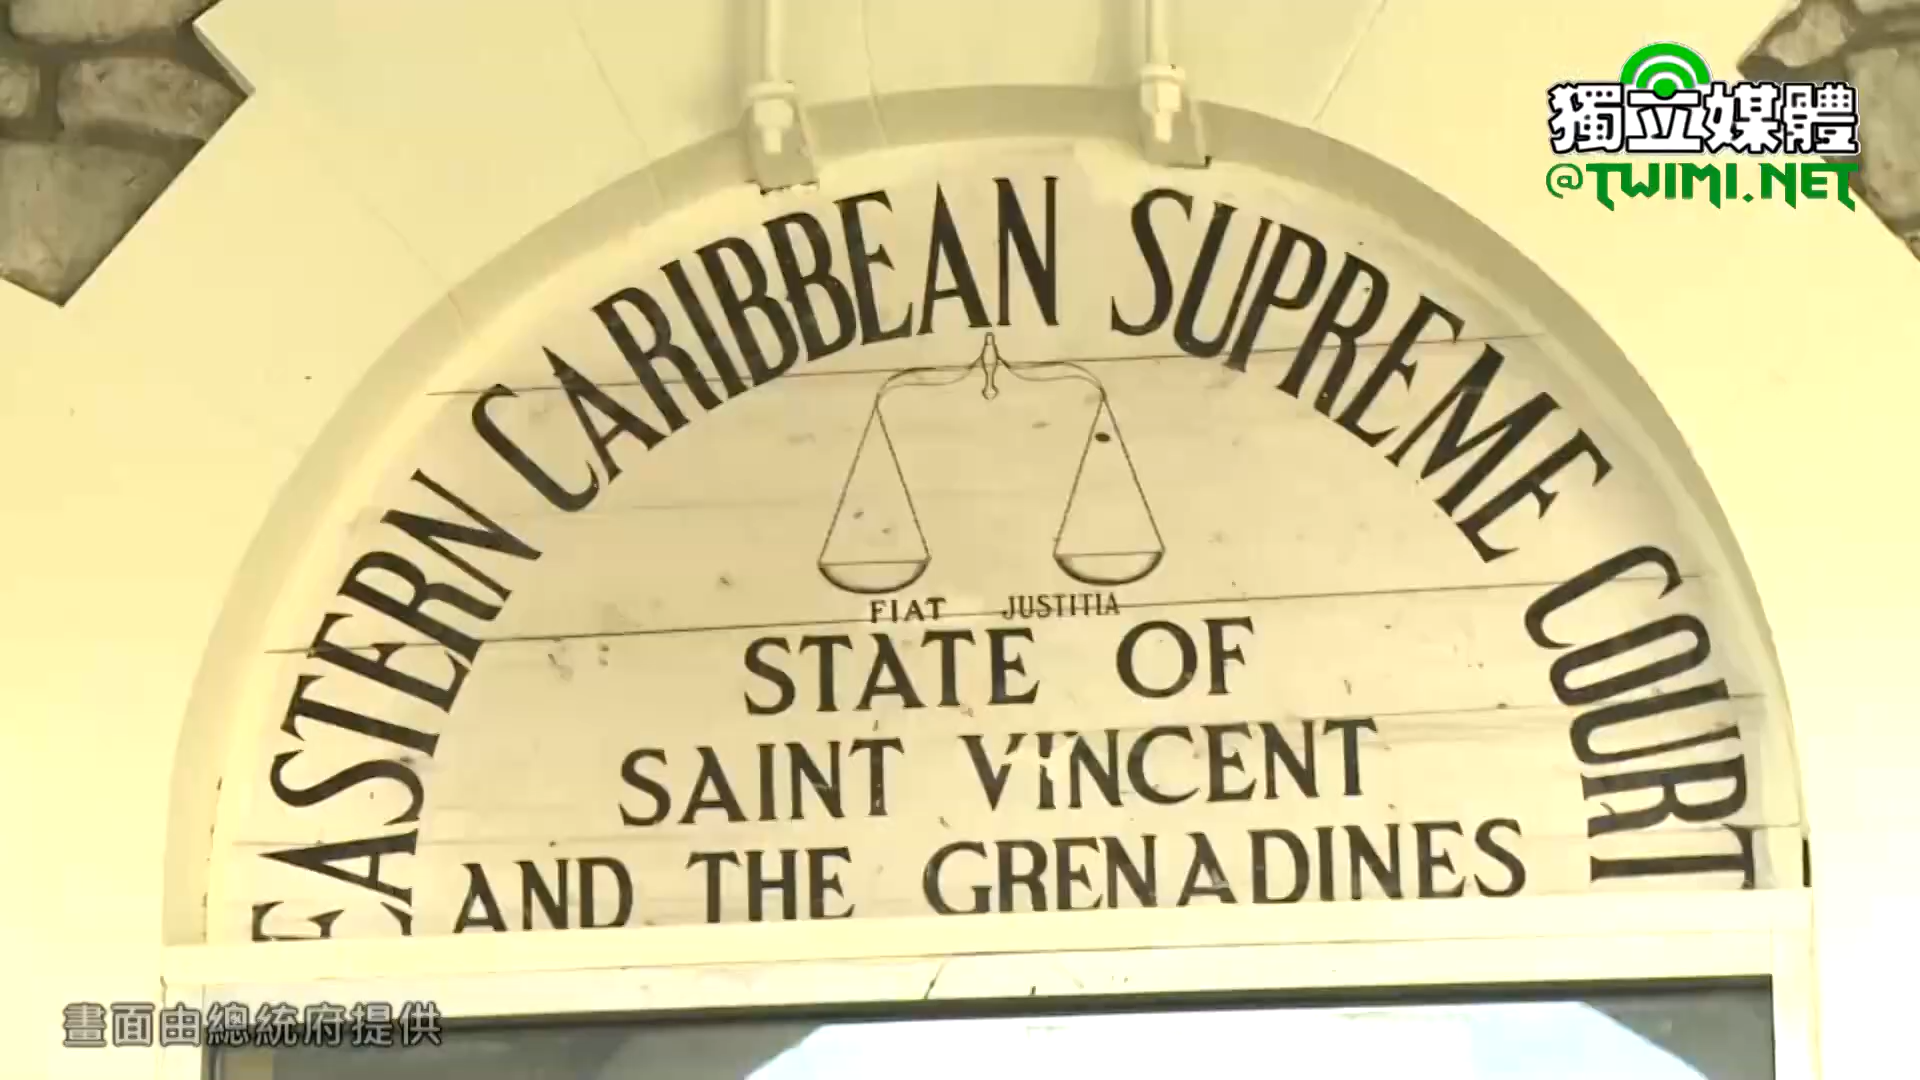 獨立媒體
@TWIMI.NET
EASTERN CARIBBEAN SUPREME COURT
FIAT JUSTITIA
STATE OF
SAINT VINCENT
AND THE GRENADINES
畫面由總統府提供